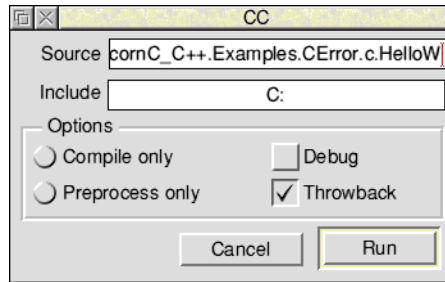 CC
Source cornC_C++.Examples.CError.c.HelloW
Include C:
Options
Compile only Debug
Preprocess only Throwback
Cancel Run